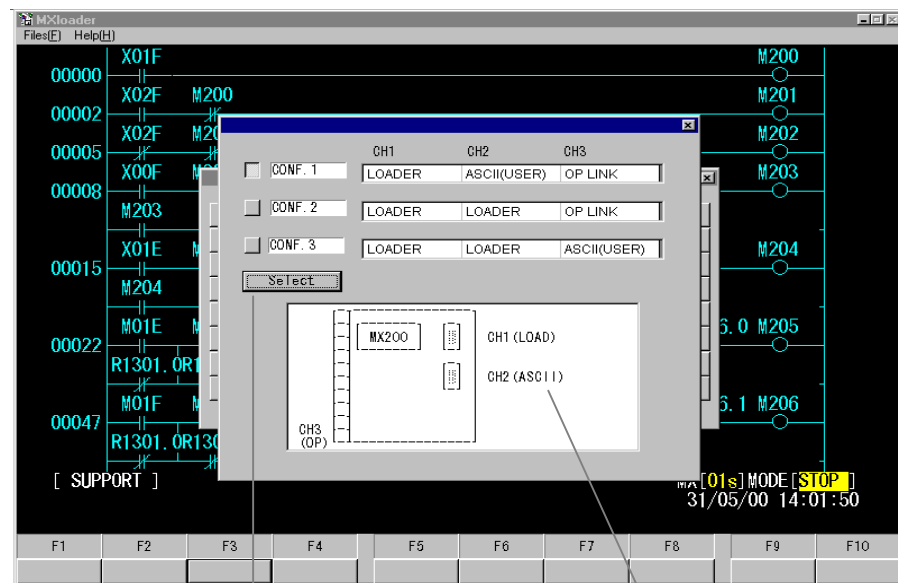 MXloader
Files(F) Help(H)
X01F M200
00000
X02F M200 M201
00002
X02F M202
00005
X00F M203
00008
M203
X01E M204
00015
M204
M01E 6.0 M205
00022
R1301.0R1
M01F 6.1 M206
00047
R1301.0R130
CH1 CH2 CH3
CONF. 1 LOADER ASCII(USER) OP LINK
CONF. 2 LOADER LOADER OP LINK
CONF. 3 LOADER LOADER ASCII(USER)
Select
MX200 CH1(LOAD)
CH2(ASCII)
CH3
(OP)
[ SUPPORT ] MX[01s]MODE[STOP ]
31/05/00 14:01:50
F1 F2 F3 F4 F5 F6 F7 F8 F9 F10